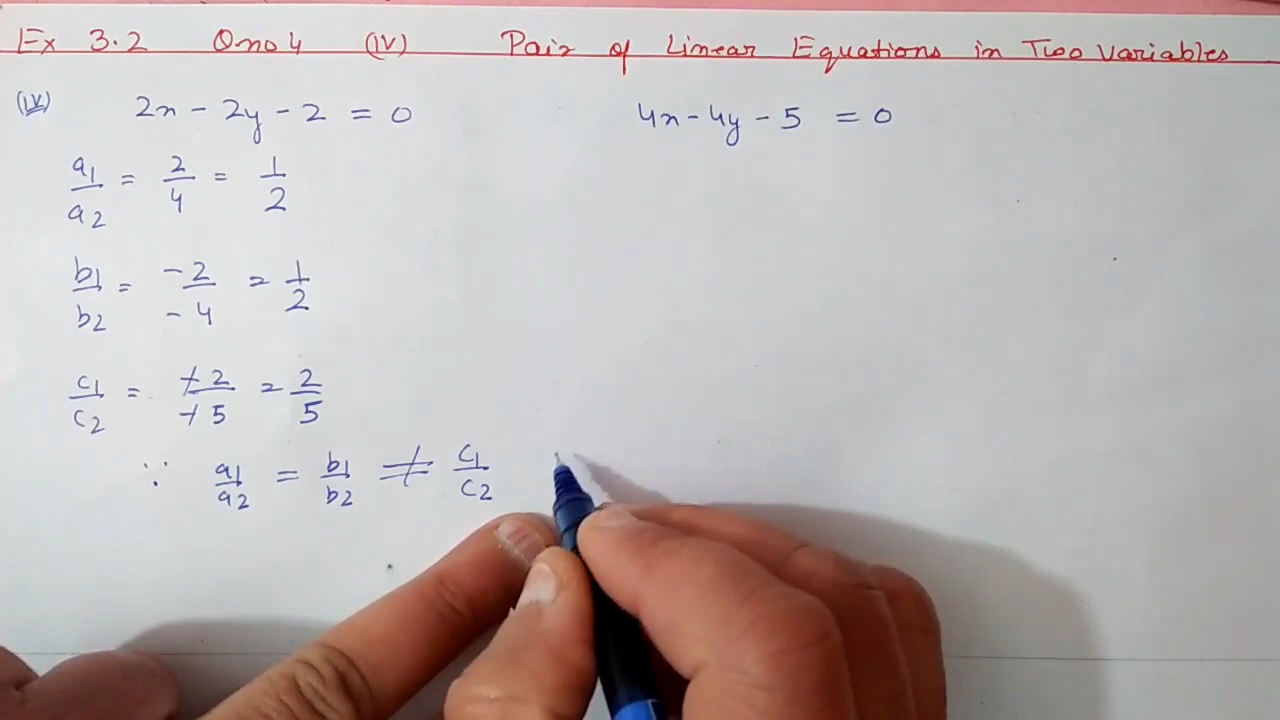 Ex 3.2 Qno 4 (IV) Pair of Linear Equations in Two Variables
(iv) 2x - 2y - 2 = 0 4x - 4y - 5 = 0
a1/a2 = 2/4 = 1/2
b1/b2 = -2/-4 = 1/2
c1/c2 = -2/-5 = 2/5
∵ a1/a2 = b1/b2 ≠ c1/c2